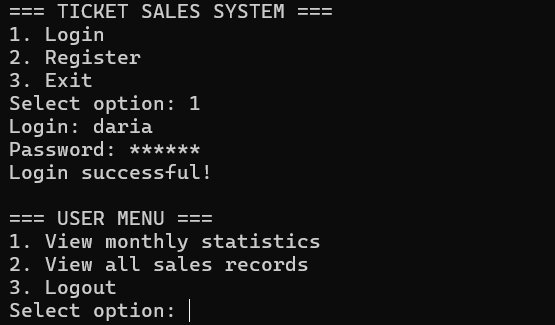 === TICKET SALES SYSTEM ===
1. Login
2. Register
3. Exit
Select option: 1
Login: daria
Password: ******
Login successful!
=== USER MENU ===
1. View monthly statistics
2. View all sales records
3. Logout
Select option: